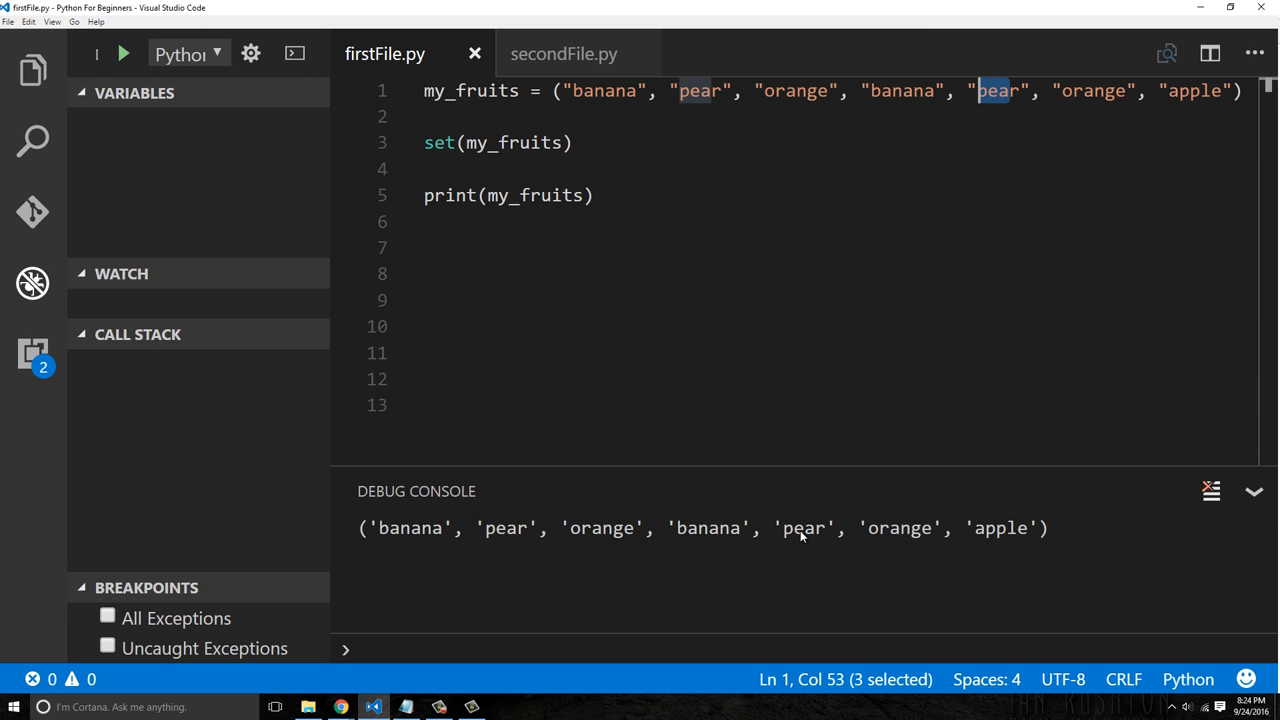 firstFile.py - Python For Beginners - Visual Studio Code
File Edit View Go Help
Python
firstFile.py
secondFile.py
VARIABLES
WATCH
CALL STACK
2
BREAKPOINTS
All Exceptions
Uncaught Exceptions
1 my_fruits = ("banana", "pear", "orange", "banana", "pear", "orange", "apple")
2
3 set(my_fruits)
4
5 print(my_fruits)
6
7
8
9
10
11
12
13
DEBUG CONSOLE
('banana', 'pear', 'orange', 'banana', 'pear', 'orange', 'apple')
0 0 Ln 1, Col 53 (3 selected) Spaces: 4 UTF-8 CRLF Python
I'm Cortana. Ask me anything.
8:24 PM
9/24/2016